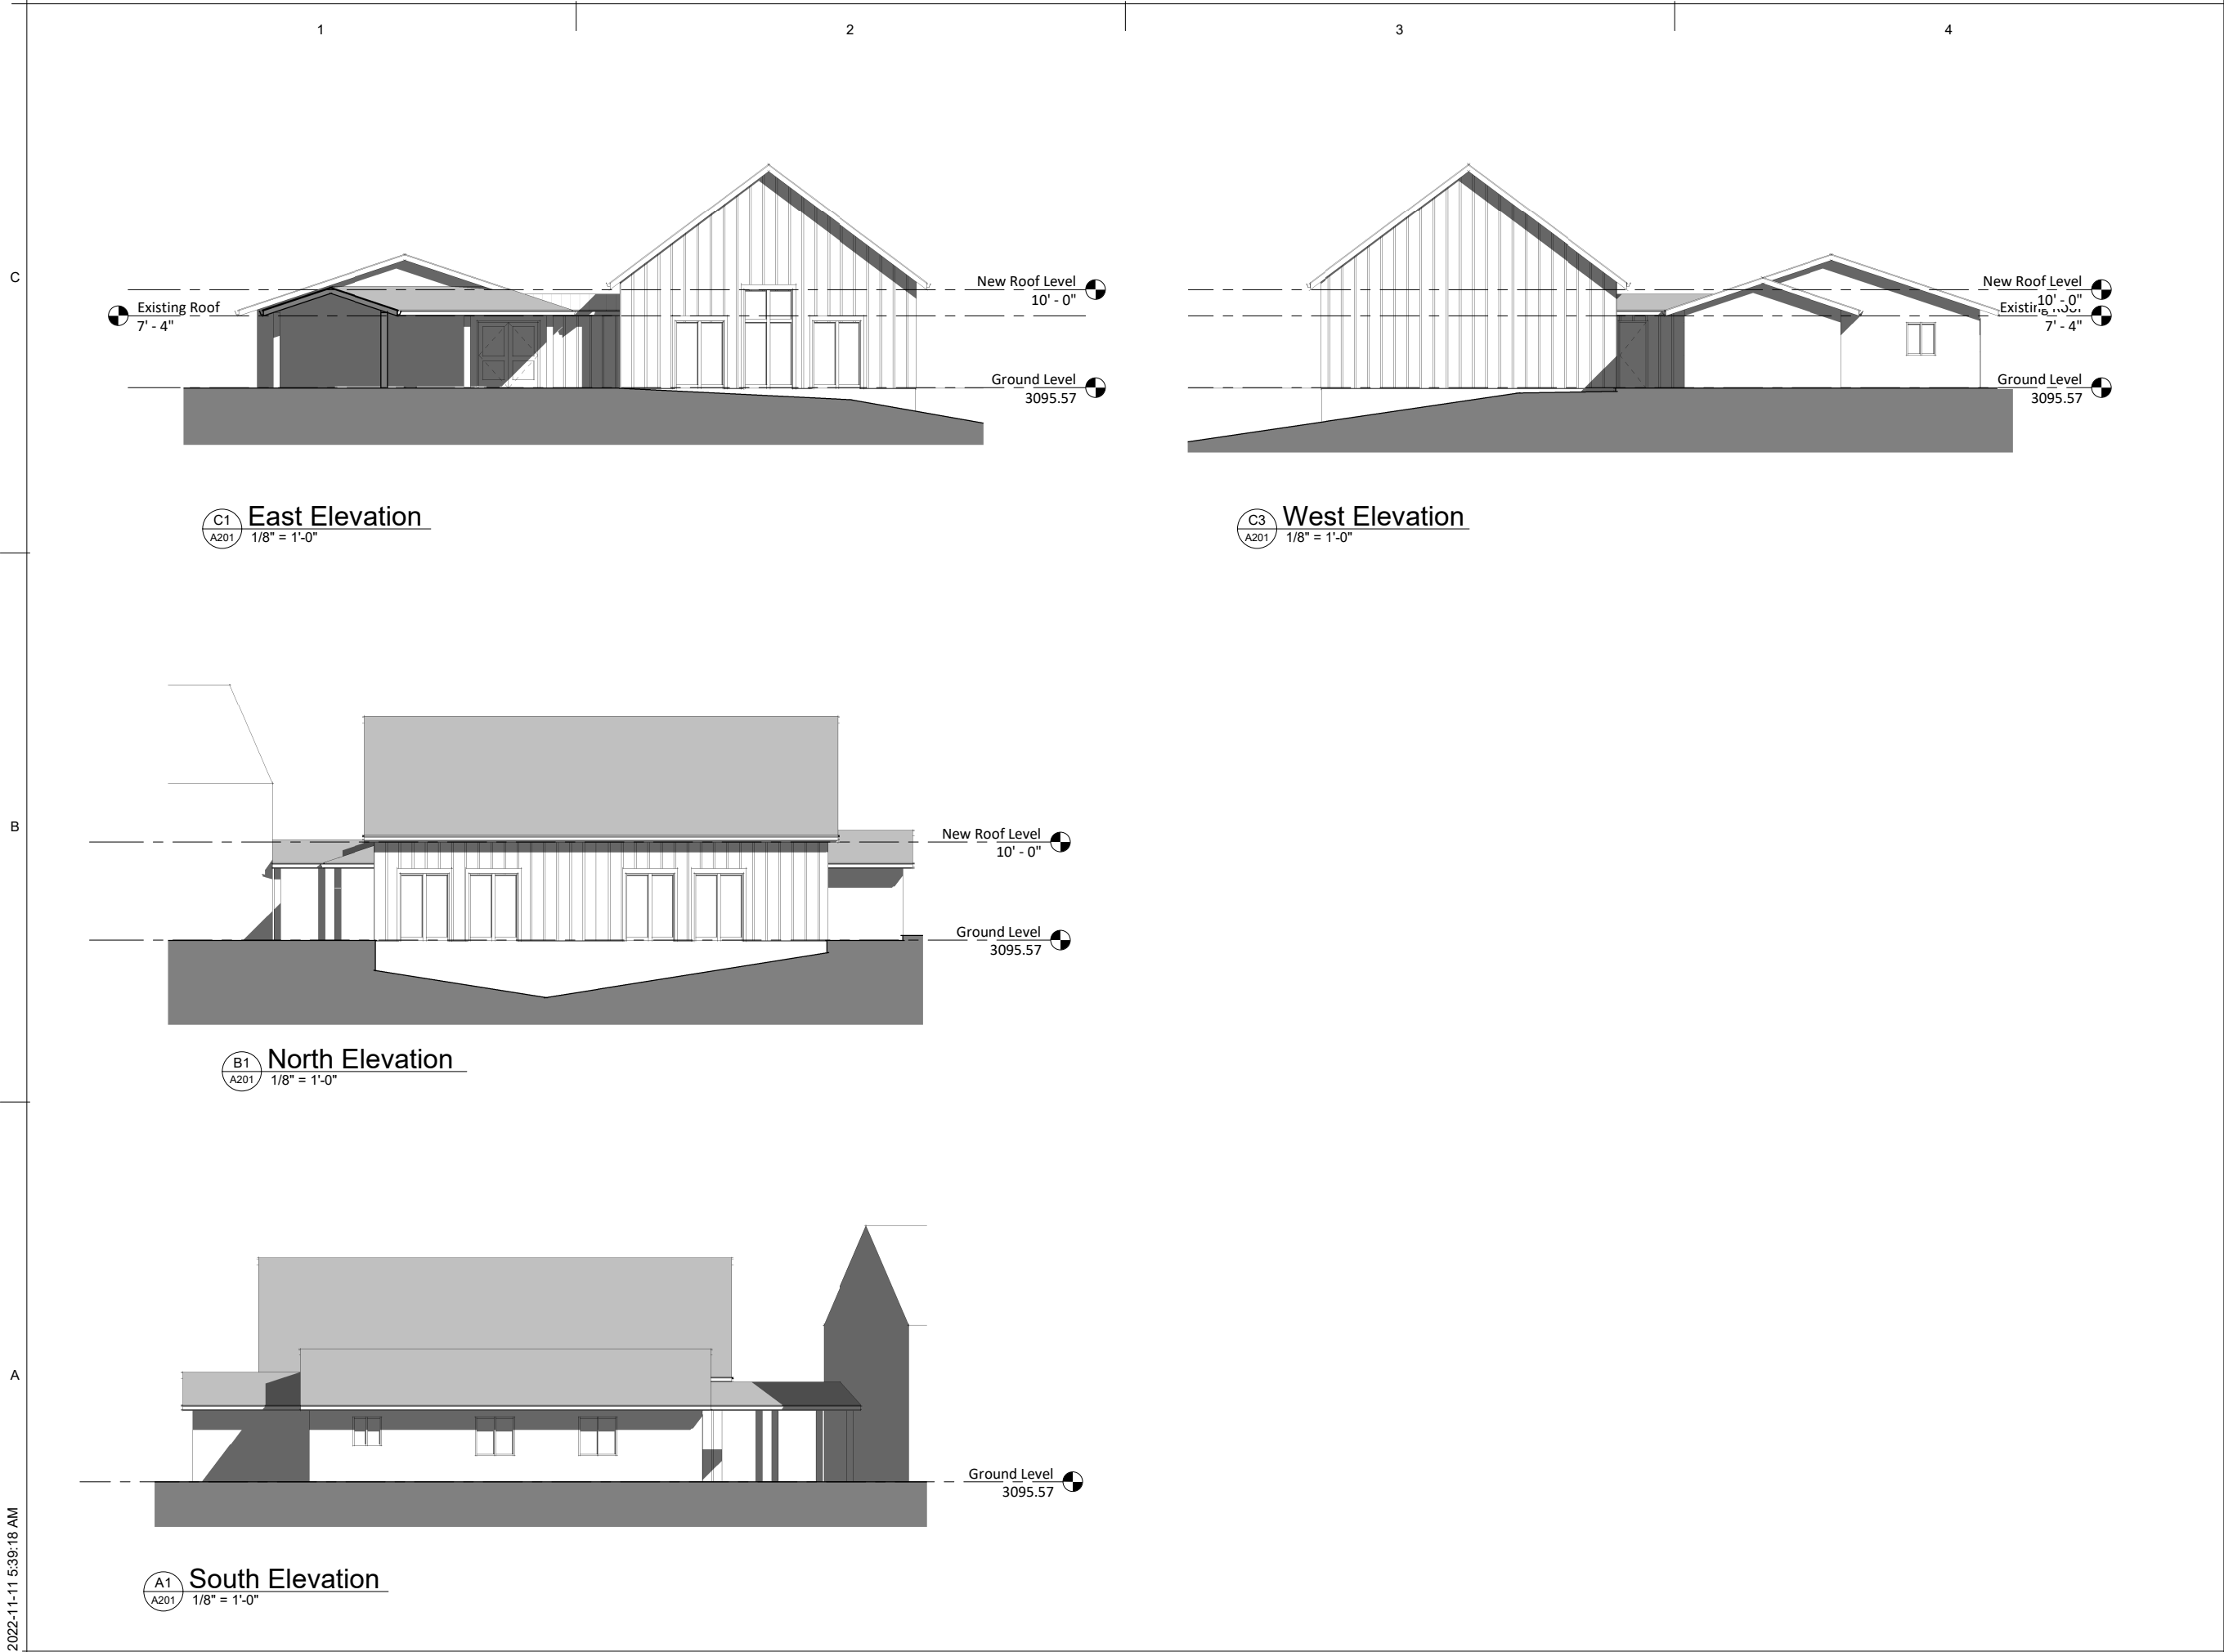 1
2
3
4
C
New Roof Level
10' - 0"
Existing Roof
7' - 4"
Ground Level
3095.57
New Roof Level
10' - 0"
Existing Roof
7' - 4"
Ground Level
3095.57
C1
A201
East Elevation
1/8" = 1'-0"
C3
A201
West Elevation
1/8" = 1'-0"
B
New Roof Level
10' - 0"
Ground Level
3095.57
B1
A201
North Elevation
1/8" = 1'-0"
A
Ground Level
3095.57
A1
A201
South Elevation
1/8" = 1'-0"
2022-11-11 5:39:18 AM